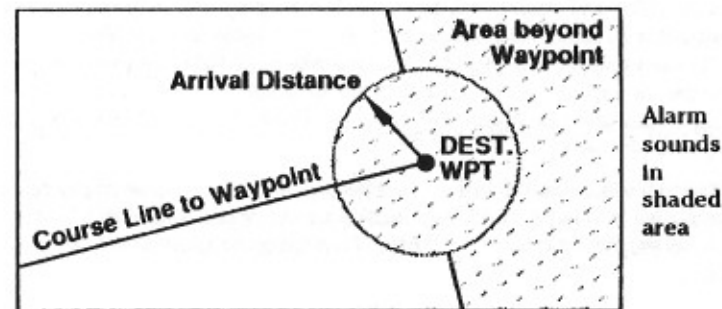 Area beyond
Waypoint
Arrival Distance
DEST.
WPT
Course Line to Waypoint
Alarm
sounds
in
shaded
area